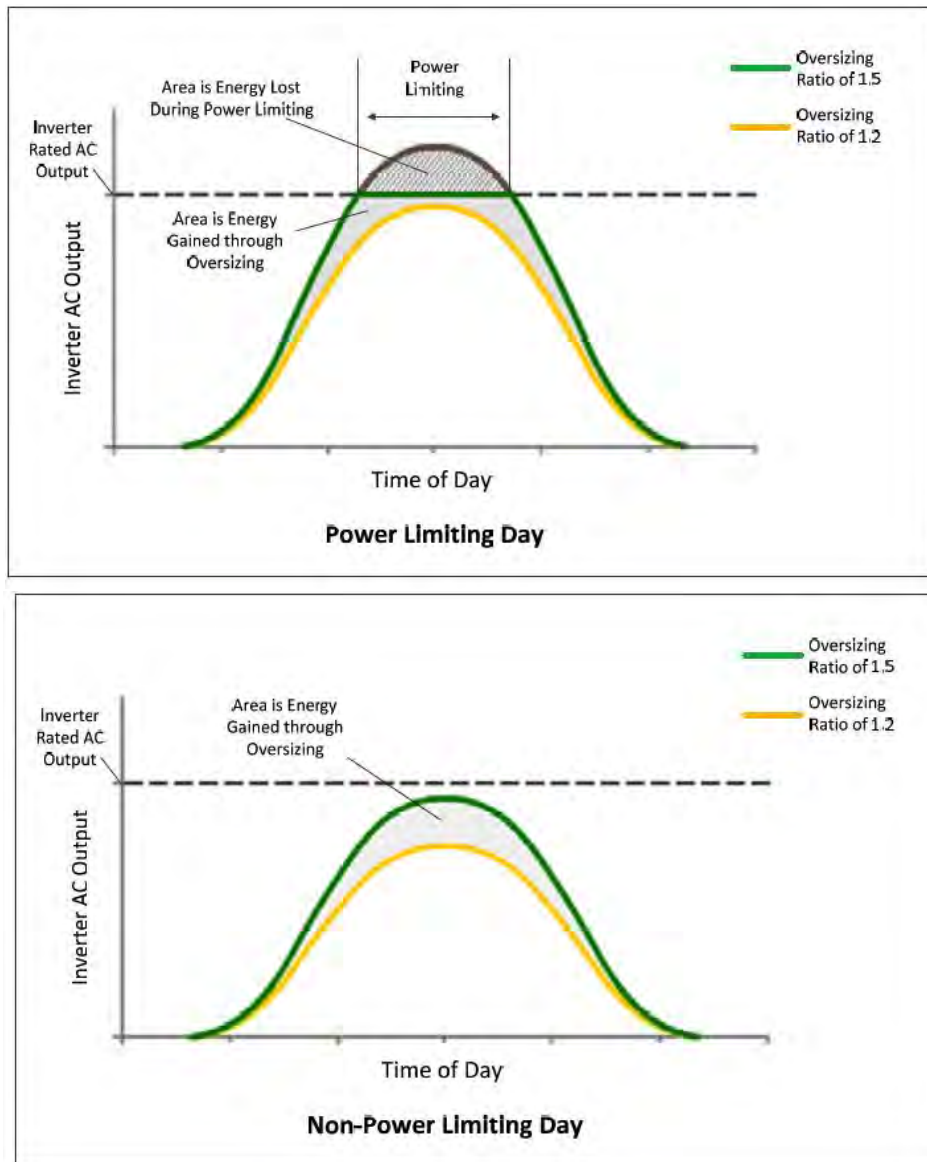 Power
Limiting
Area is Energy Lost
During Power Limiting
Oversizing
Ratio of 1.5
Oversizing
Ratio of 1.2
Inverter
Rated AC
Output
Area is Energy
Gained through
Oversizing
Inverter AC Output
Time of Day
Power Limiting Day
Oversizing
Ratio of 1.5
Oversizing
Ratio of 1.2
Area is Energy
Gained through
Oversizing
Inverter
Rated AC
Output
Inverter AC Output
Time of Day
Non-Power Limiting Day